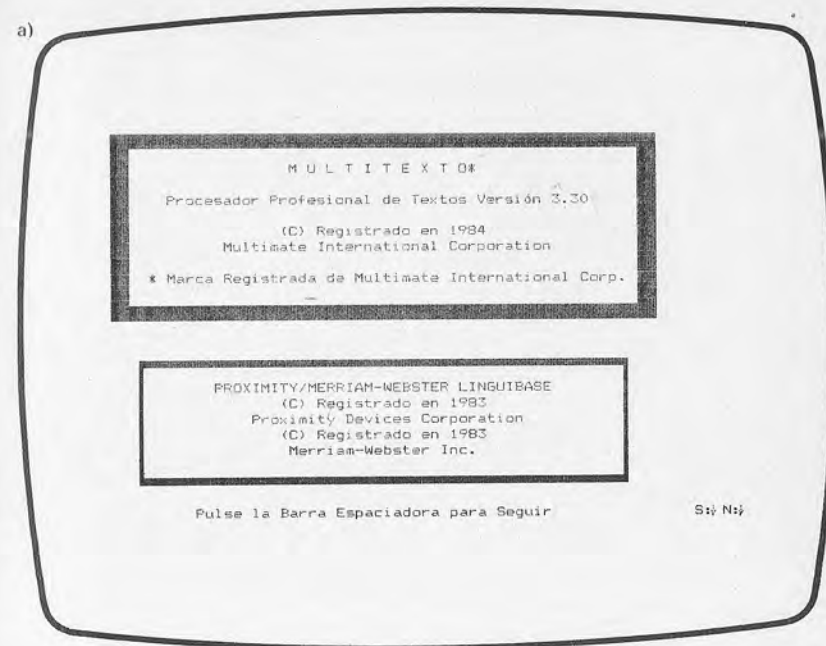 a)
M U L T I T E X T O*
Procesador Profesional de Textos Versión 3.30
(C) Registrado en 1984
Multimate International Corporation
* Marca Registrada de Multimate International Corp.
PROXIMITY/MERRIAM-WEBSTER LINGUIBASE
(C) Registrado en 1983
Proximity Devices Corporation
(C) Registrado en 1983
Merriam-Webster Inc.
Pulse la Barra Espaciadora para Seguir S:↓ N:↓